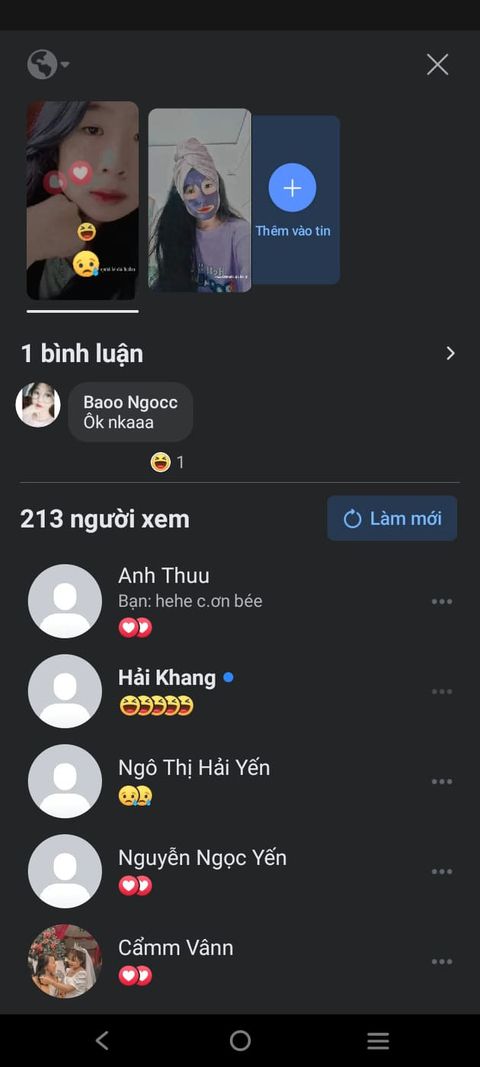 Thêm vào tin
1 bình luận
Baoo Ngocc
Ôk nkaaa
1
213 người xem
Làm mới
Anh Thuu
Bạn: hehe c.ơn bée
Hải Khang
Ngô Thị Hải Yến
Nguyễn Ngọc Yến
Cẩmm Vânn